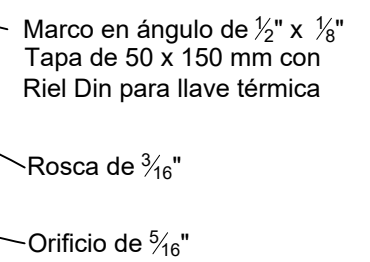 Marco en ángulo de ½" x ⅛"
Tapa de 50 x 150 mm con
Riel Din para llave térmica
Rosca de 3⁄16"
Orificio de 5⁄16"